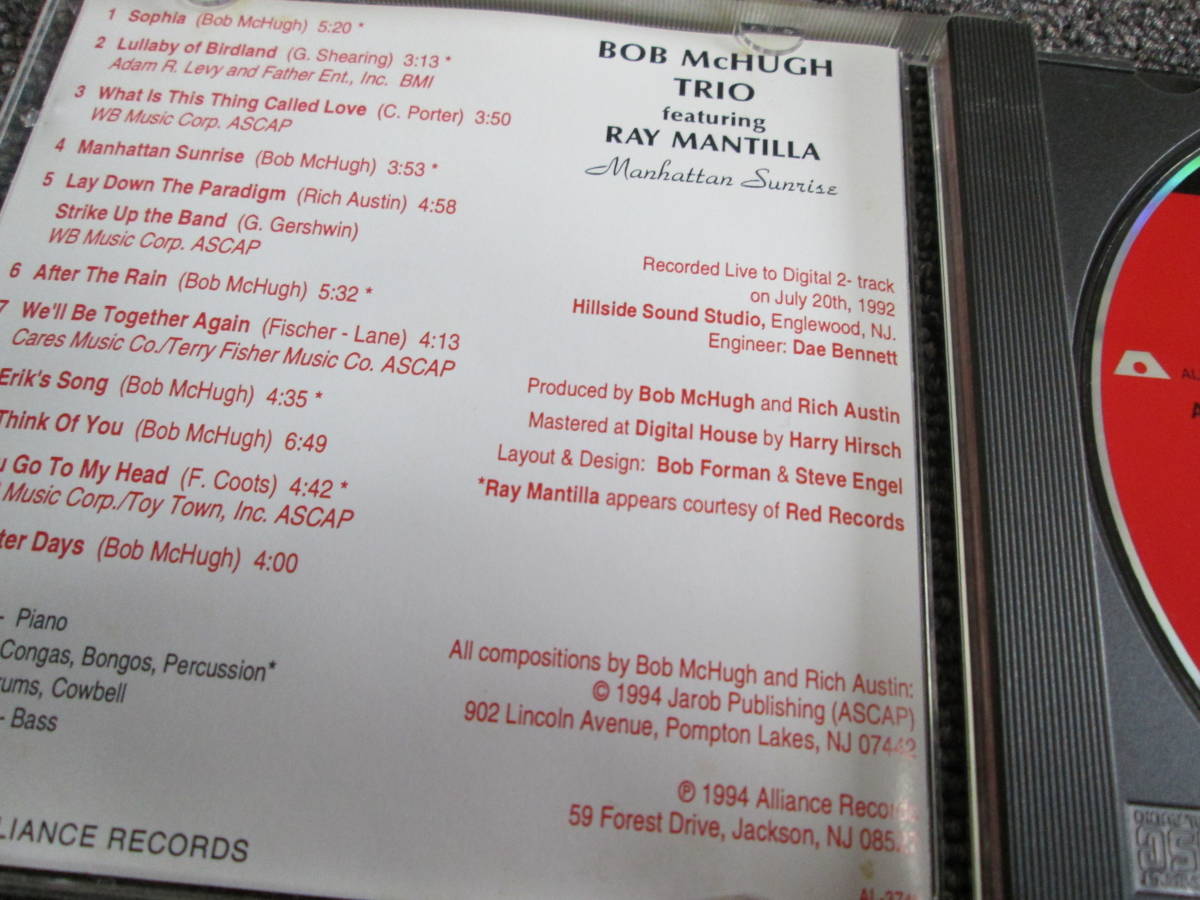 1 Sophia (Bob McHugh) 5:20 *
2 Lullaby of Birdland (G. Shearing) 3:13 *
Adam R. Levy and Father Ent., Inc. BMI
3 What Is This Thing Called Love (C. Porter) 3:50
WB Music Corp. ASCAP
4 Manhattan Sunrise (Bob McHugh) 3:53 *
5 Lay Down The Paradigm (Rich Austin) 4:58
Strike Up the Band (G. Gershwin)
WB Music Corp. ASCAP
6 After The Rain (Bob McHugh) 5:32 *
7 We'll Be Together Again (Fischer - Lane) 4:13
Cares Music Co./Terry Fisher Music Co. ASCAP
Erik's Song (Bob McHugh) 4:35 *
Think Of You (Bob McHugh) 6:49
Go To My Head (F. Coots) 4:42 *
Music Corp./Toy Town, Inc. ASCAP
Days (Bob McHugh) 4:00
- Piano
Congas, Bongos, Percussion*
Cowbell
- Bass
RECORDS
BOB McHUGH
TRIO
featuring
RAY MANTILLA
Manhattan Sunrise
Recorded Live to Digital 2- track
on July 20th, 1992
Hillside Sound Studio, Englewood, NJ.
Engineer: Dae Bennett
Produced by Bob McHugh and Rich Austin
Mastered at Digital House by Harry Hirsch
Layout & Design: Bob Forman & Steve Engel
*Ray Mantilla appears courtesy of Red Records
All compositions by Bob McHugh and Rich Austin:
© 1994 Jarob Publishing (ASCAP)
902 Lincoln Avenue, Pompton Lakes, NJ 07442
℗ 1994 Alliance Records
59 Forest Drive, Jackson, NJ